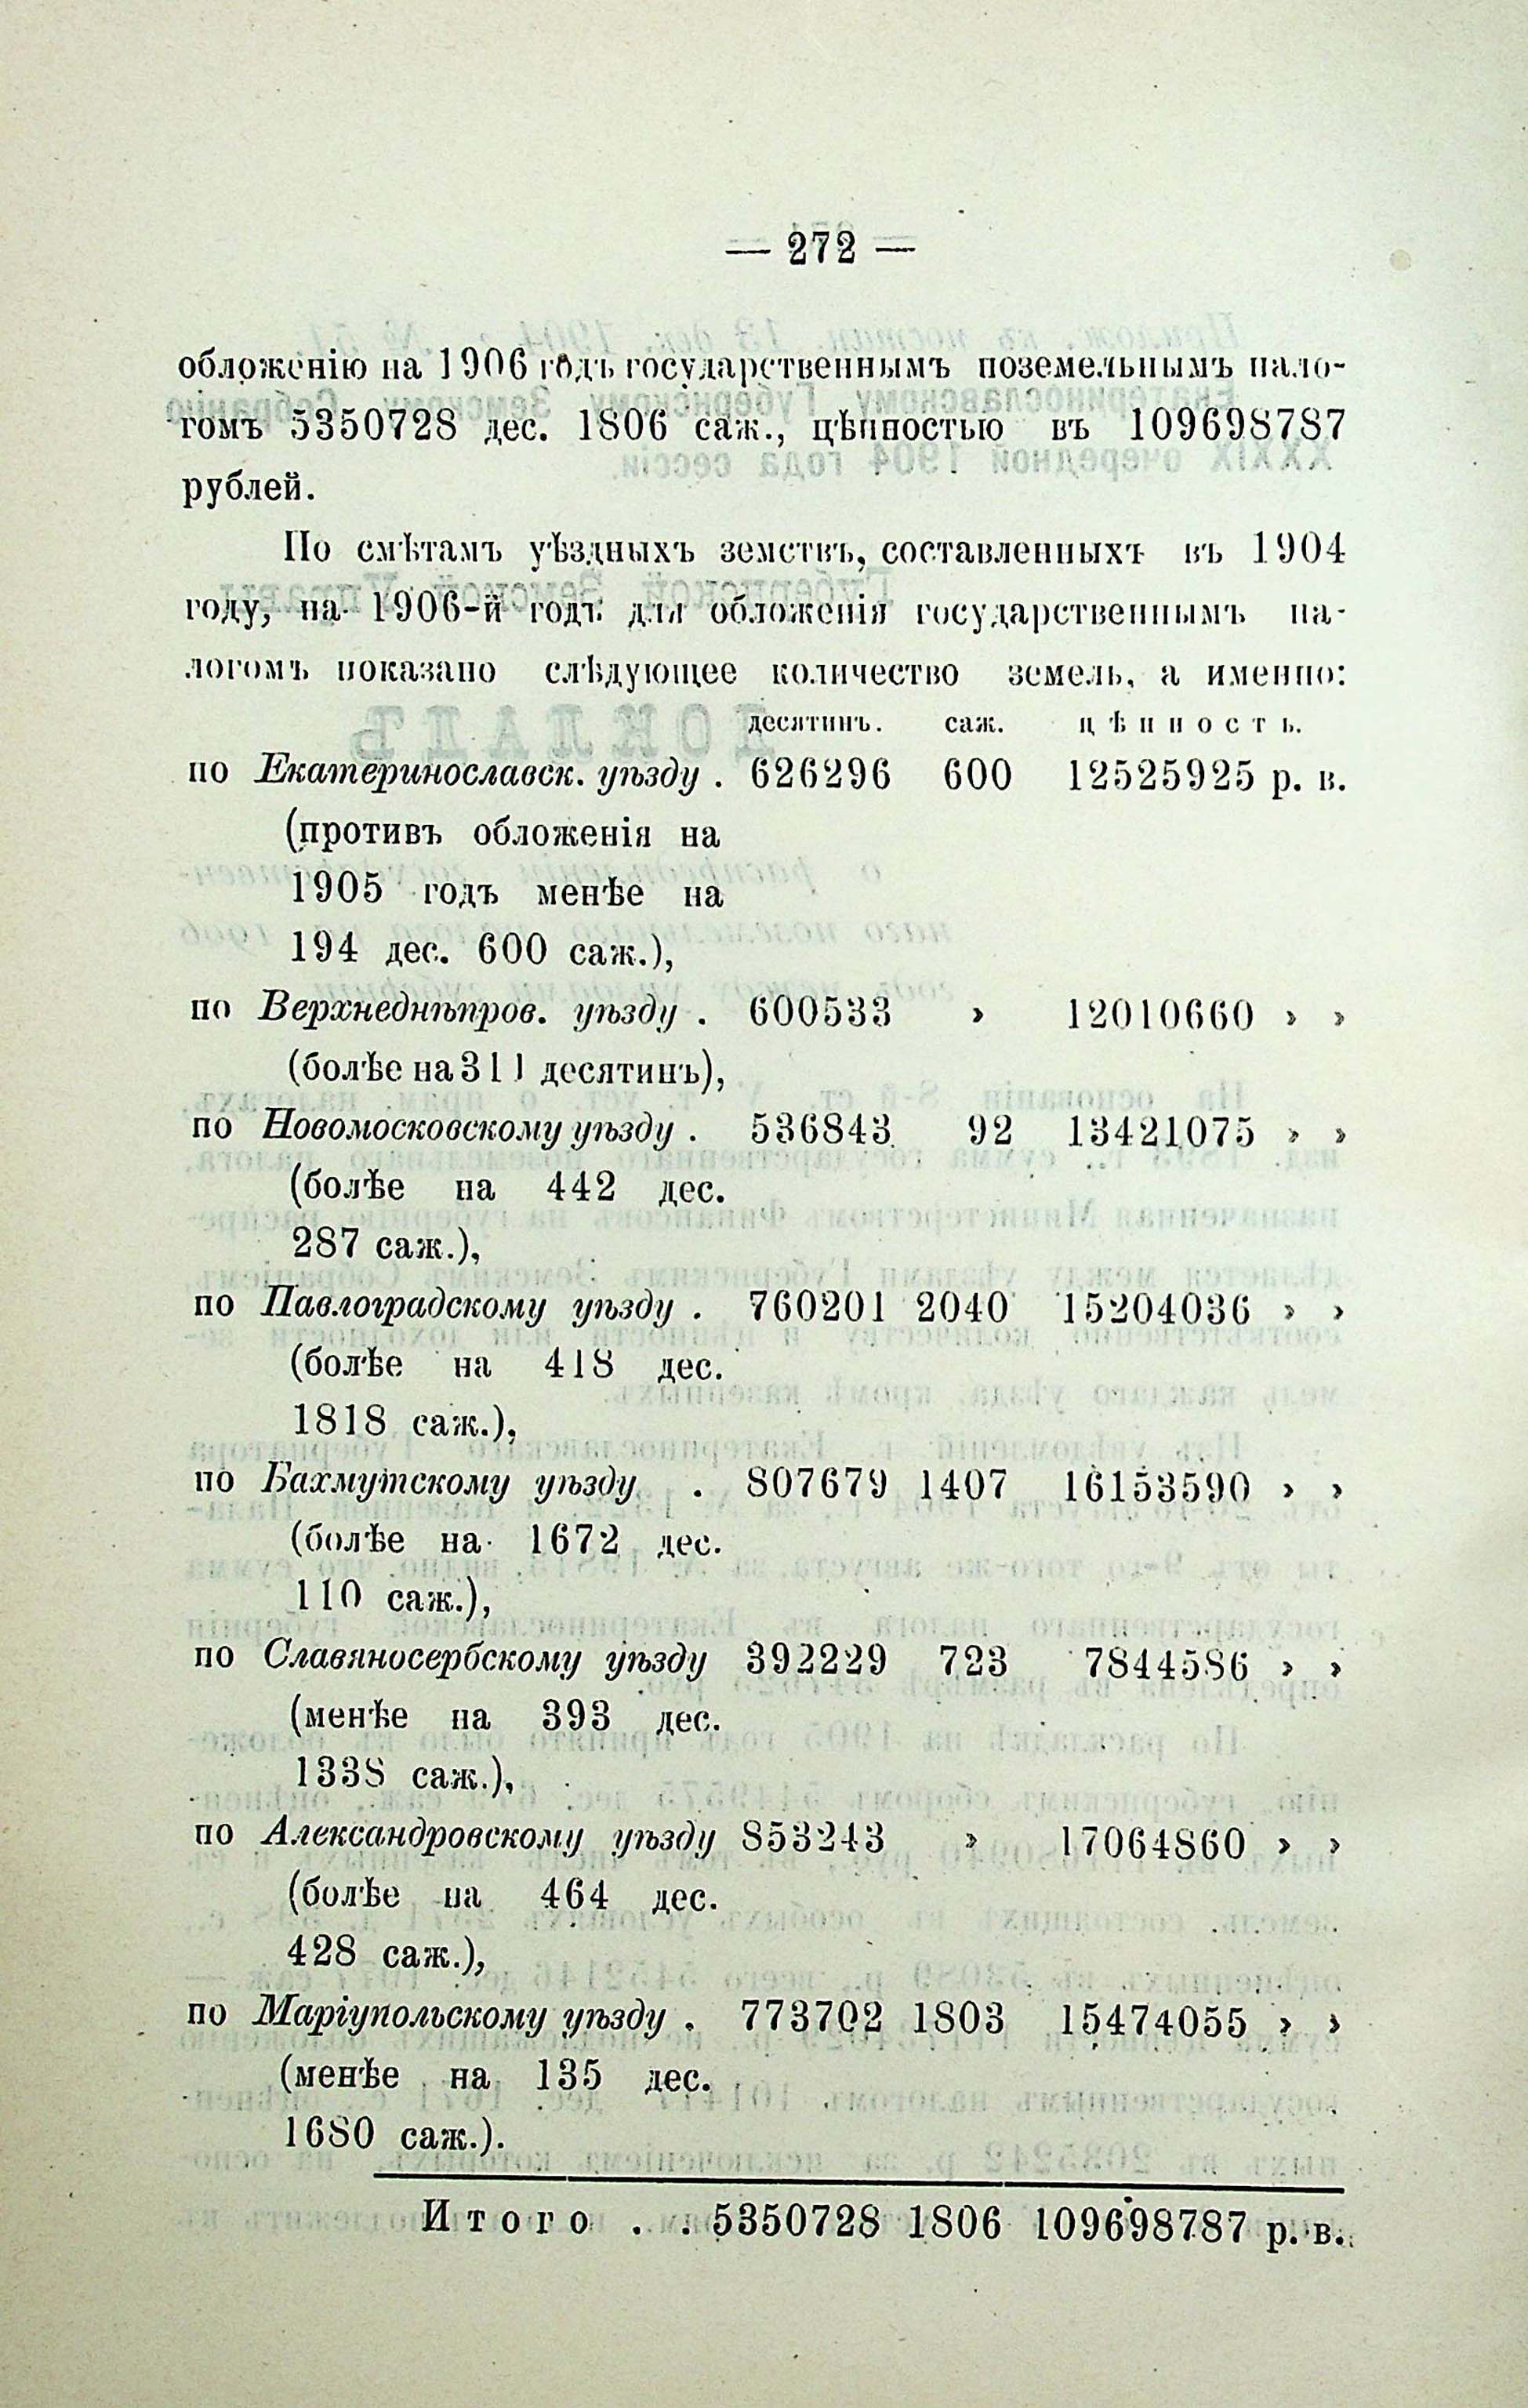 — 272 —
обложенію на 1906 годъ государственнымъ поземельнымъ нало-
гомъ 5350728 дес. 1806 саж., цѣнностью въ 109698787
рублей.
По смѣтамъ уѣздныхъ земствъ, составленныхъ въ 1904
году, на 1906-й годъ для обложенія государственнымъ на-
логомъ показано слѣдующее количество земель, а именно:
десятинъ. саж. цѣнность.
по Екатеринославск. уѣзду . 626296 600 12525925 р. в.
(противъ обложенія на
1905 годъ менѣе на
194 дес. 600 саж.),
по Верхнеднѣпров. уѣзду . 600533 » 12010660 » »
(болѣе на 311 десятинъ),
по Новомосковскому уѣзду . 536843 92 13421075 » »
(болѣе на 442 дес.
287 саж.),
по Павлоградскому уѣзду . 760201 2040 15204036 » »
(болѣе на 418 дес.
1818 саж.),
по Бахмутскому уѣзду . 807679 1407 16153590 » »
(болѣе на 1672 дес.
110 саж.),
по Славяносербскому уѣзду 392229 723 7844586 » »
(менѣе на 393 дес.
1338 саж.),
по Александровскому уѣзду 853243 » 17064860 » »
(болѣе на 464 дес.
428 саж.),
по Маріупольскому уѣзду . 773702 1803 15474055 » »
(менѣе на 135 дес.
1680 саж.).
Итого . . 5350728 1806 109698787 р. в.